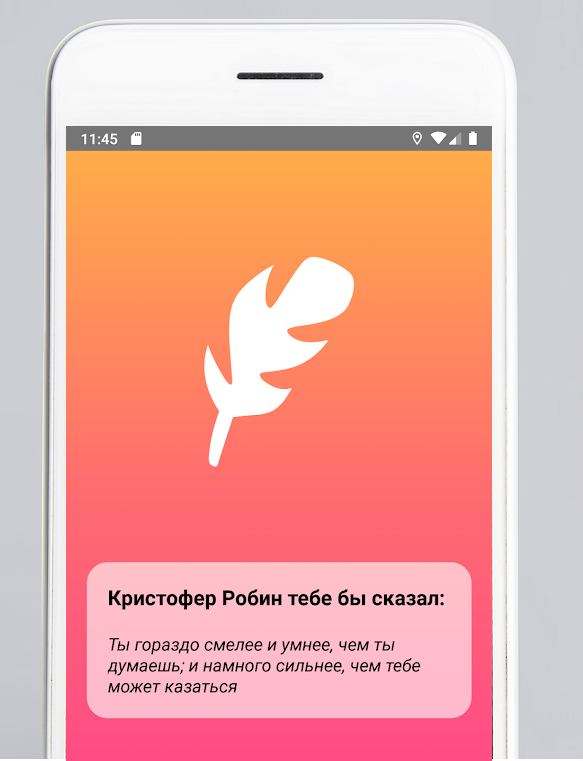 11:45
Кристофер Робин тебе бы сказал:
Ты гораздо смелее и умнее, чем ты
думаешь; и намного сильнее, чем тебе
может казаться